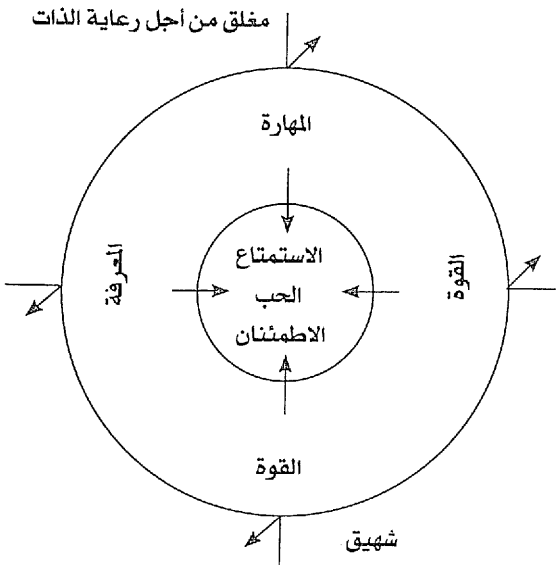 مغلق من أجل رعاية الذات
المهارة
الاستمتاع
الحب
الاطمئنان
القوة
المعرفة
القوة
شهيق